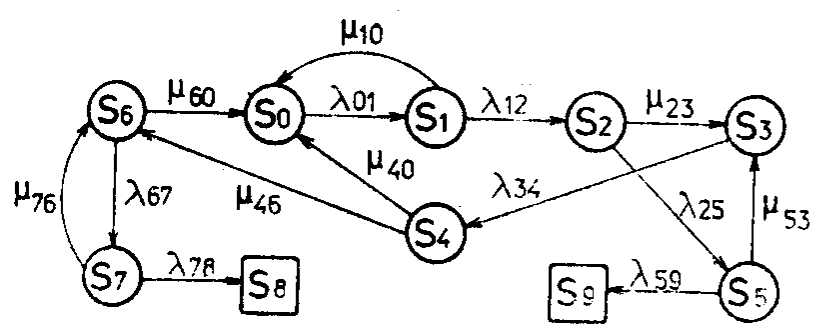 μ10
S6 μ60 S0 λ01 S1 λ12 S2 μ23 S3
μ76 λ67 μ46 μ40 λ34 λ25 μ53
S4
S7 λ78 S8 S9 λ59 S5